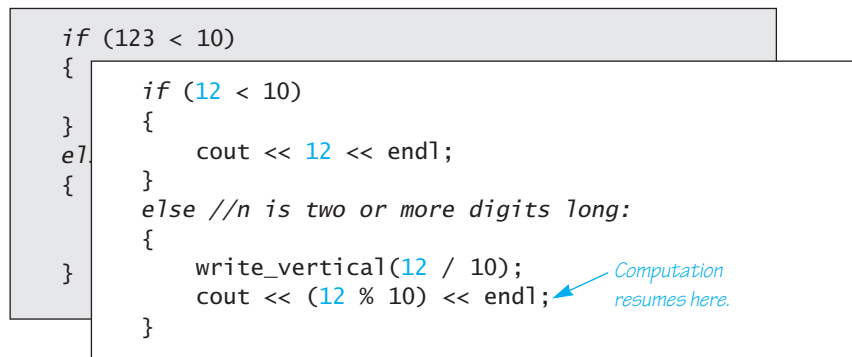 if (123 < 10)
{
}
{
}
if (12 < 10)
{
cout << 12 << endl;
}
else //n is two or more digits long:
{
write_vertical(12 / 10);
cout << (12 % 10) << endl;
Computation
resumes here.
}